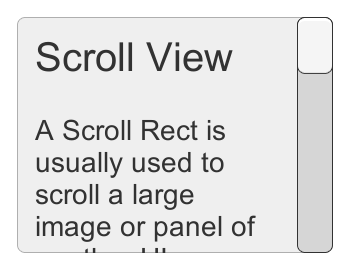 Scroll View
A Scroll Rect is
usually used to
scroll a large
image or panel of